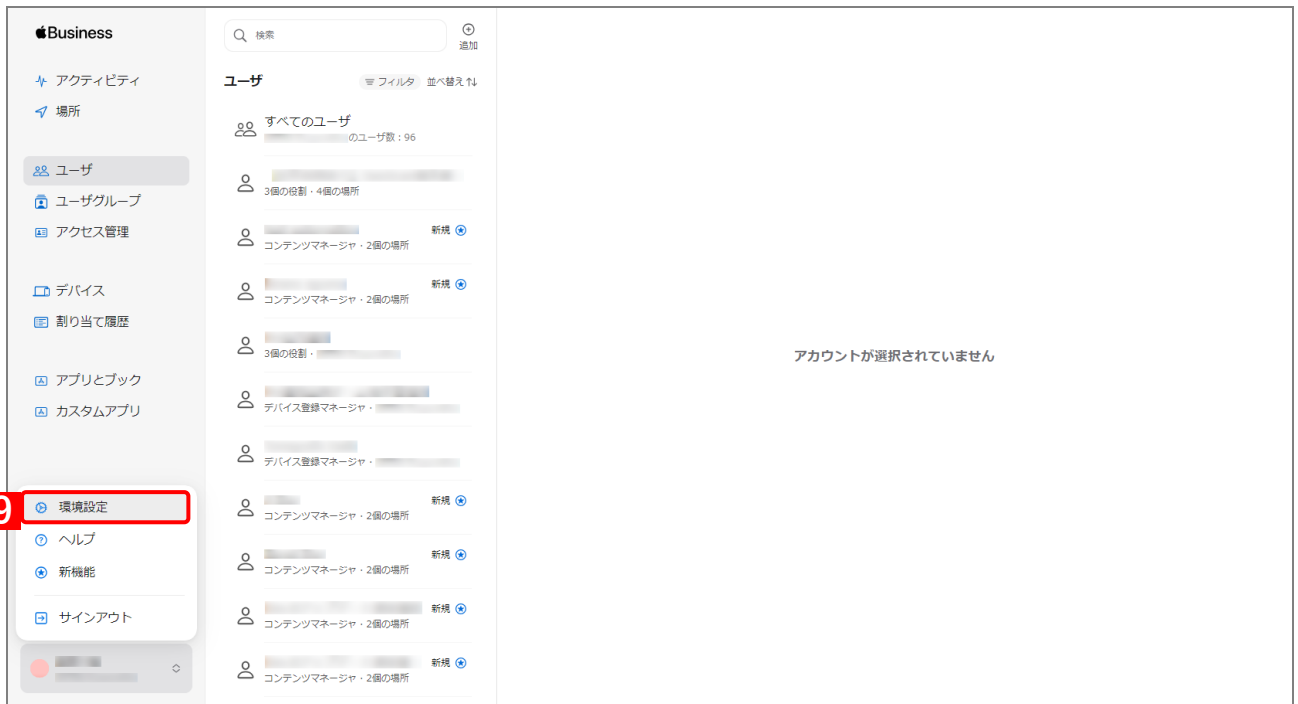 Business
アクティビティ
場所
ユーザ
ユーザグループ
アクセス管理
デバイス
割り当て履歴
アプリとブック
カスタムアプリ
9
環境設定
ヘルプ
新機能
サインアウト
検索
追加
ユーザ
フィルタ
並べ替え
すべてのユーザ
のユーザ数：96
3個の役割・4個の場所
新規
コンテンツマネージャ・2個の場所
新規
コンテンツマネージャ・2個の場所
3個の役割・
デバイス登録マネージャ・
デバイス登録マネージャ・
新規
コンテンツマネージャ・2個の場所
新規
コンテンツマネージャ・2個の場所
新規
コンテンツマネージャ・2個の場所
新規
コンテンツマネージャ・2個の場所
アカウントが選択されていません